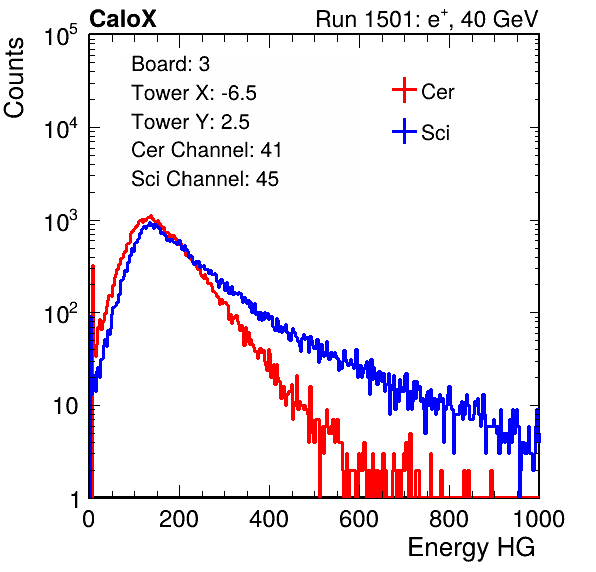 CaloX Run 1501: e⁺, 40 GeV
Board: 3
Tower X: -6.5
Tower Y: 2.5
Cer Channel: 41
Sci Channel: 45
Cer
Sci
Counts
10⁵
10⁴
10³
10²
10
1
0 200 400 600 800 1000
Energy HG